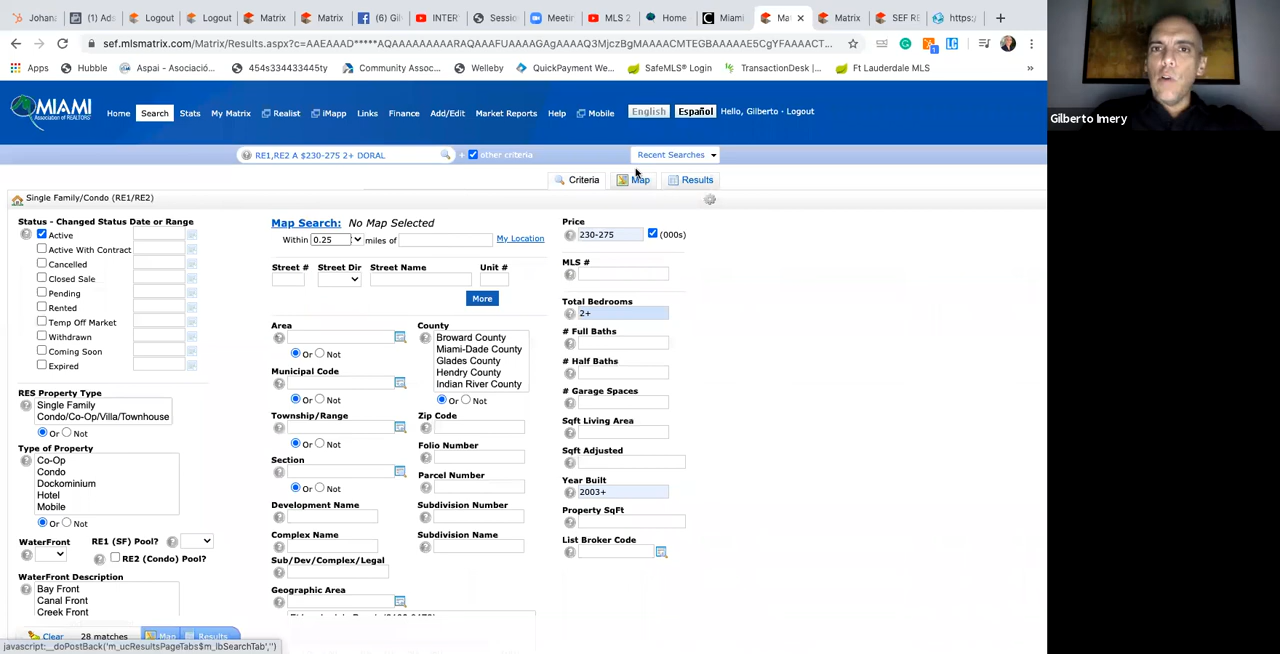 Johan: (1) Ads Logout Logout Matrix Matrix (6) Gil INTER Sessio Meetin MLS 2 Home Miami Mat Matrix SEF RE https:/
sef.mlsmatrix.com/Matrix/Results.aspx?c=AAEAAAD*****AQAAAAAAAAARAQAAAFUAAAAGAgAAAAQ3MjczBgMAAAACMTEGBAAAAAE5CgYFAAAACT...
Apps Hubble Aspai - Asociació... 454s334433445ty Community Assoc... Welleby QuickPayment We... SafeMLS® Login TransactionDesk |... Ft Lauderdale MLS »
Gilberto Imery
MIAMI
Association of REALTORS®
Home Search Stats My Matrix Realist iMapp Links Finance Add/Edit Market Reports Help Mobile English Español Hello, Gilberto - Logout
RE1,RE2 A $230-275 2+ DORAL + other criteria Recent Searches
Criteria Map Results
Single Family/Condo (RE1/RE2)
Status - Changed Status Date or Range
Active
Active With Contract
Cancelled
Closed Sale
Pending
Rented
Temp Off Market
Withdrawn
Coming Soon
Expired
RES Property Type
Single Family
Condo/Co-Op/Villa/Townhouse
Or Not
Type of Property
Co-Op
Condo
Dockominium
Hotel
Mobile
Or Not
WaterFront RE1 (SF) Pool?
RE2 (Condo) Pool?
WaterFront Description
Bay Front
Canal Front
Creek Front
Map Search: No Map Selected
Within 0.25 miles of My Location
Street # Street Dir Street Name Unit #
More
Area
Or Not
Municipal Code
Or Not
Township/Range
Or Not
Section
Or Not
Development Name
Complex Name
Sub/Dev/Complex/Legal
Geographic Area
County
Broward County
Miami-Dade County
Glades County
Hendry County
Indian River County
Or Not
Zip Code
Folio Number
Parcel Number
Subdivision Number
Subdivision Name
Price
230-275 (000s)
MLS #
Total Bedrooms
2+
# Full Baths
# Half Baths
# Garage Spaces
Sqft Living Area
Sqft Adjusted
Year Built
2003+
Property SqFt
List Broker Code
Clear 28 matches Map Results
javascript:__doPostBack('m_ucResultsPageTabs$m_lbSearchTab','')